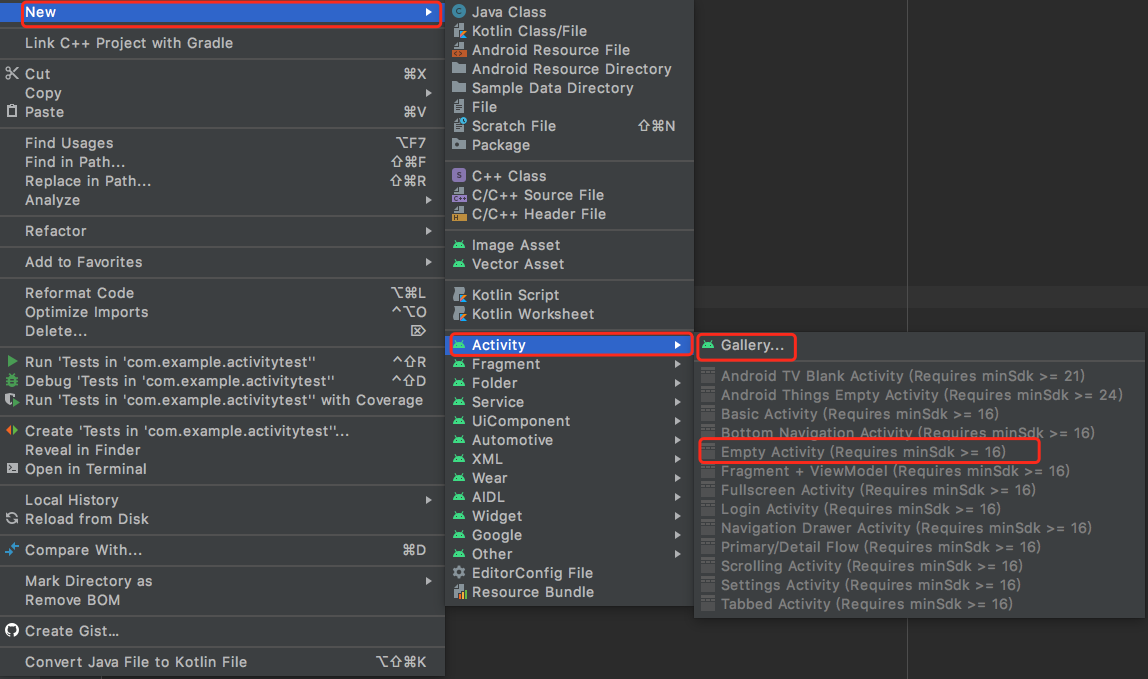 New
Link C++ Project with Gradle
Cut ⌘X
Copy
Paste ⌘V
Find Usages ⌥F7
Find in Path... ⇧⌘F
Replace in Path... ⇧⌘R
Analyze
Refactor
Add to Favorites
Reformat Code ⌥⌘L
Optimize Imports ^⌥O
Delete... ⌦
Run 'Tests in 'com.example.activitytest'' ^⇧R
Debug 'Tests in 'com.example.activitytest'' ^⇧D
Run 'Tests in 'com.example.activitytest'' with Coverage
Create 'Tests in 'com.example.activitytest''...
Reveal in Finder
Open in Terminal
Local History
Reload from Disk
Compare With... ⌘D
Mark Directory as
Remove BOM
Create Gist...
Convert Java File to Kotlin File ⌥⇧⌘K
Java Class
Kotlin Class/File
Android Resource File
Android Resource Directory
Sample Data Directory
File
Scratch File ⇧⌘N
Package
C++ Class
C/C++ Source File
C/C++ Header File
Image Asset
Vector Asset
Kotlin Script
Kotlin Worksheet
Activity
Fragment
Folder
Service
UiComponent
Automotive
XML
Wear
AIDL
Widget
Google
Other
EditorConfig File
Resource Bundle
Gallery...
Android TV Blank Activity (Requires minSdk >= 21)
Android Things Empty Activity (Requires minSdk >= 24)
Basic Activity (Requires minSdk >= 16)
Bottom Navigation Activity (Requires minSdk >= 16)
Empty Activity (Requires minSdk >= 16)
Fragment + ViewModel (Requires minSdk >= 16)
Fullscreen Activity (Requires minSdk >= 16)
Login Activity (Requires minSdk >= 16)
Navigation Drawer Activity (Requires minSdk >= 16)
Primary/Detail Flow (Requires minSdk >= 16)
Scrolling Activity (Requires minSdk >= 16)
Settings Activity (Requires minSdk >= 16)
Tabbed Activity (Requires minSdk >= 16)